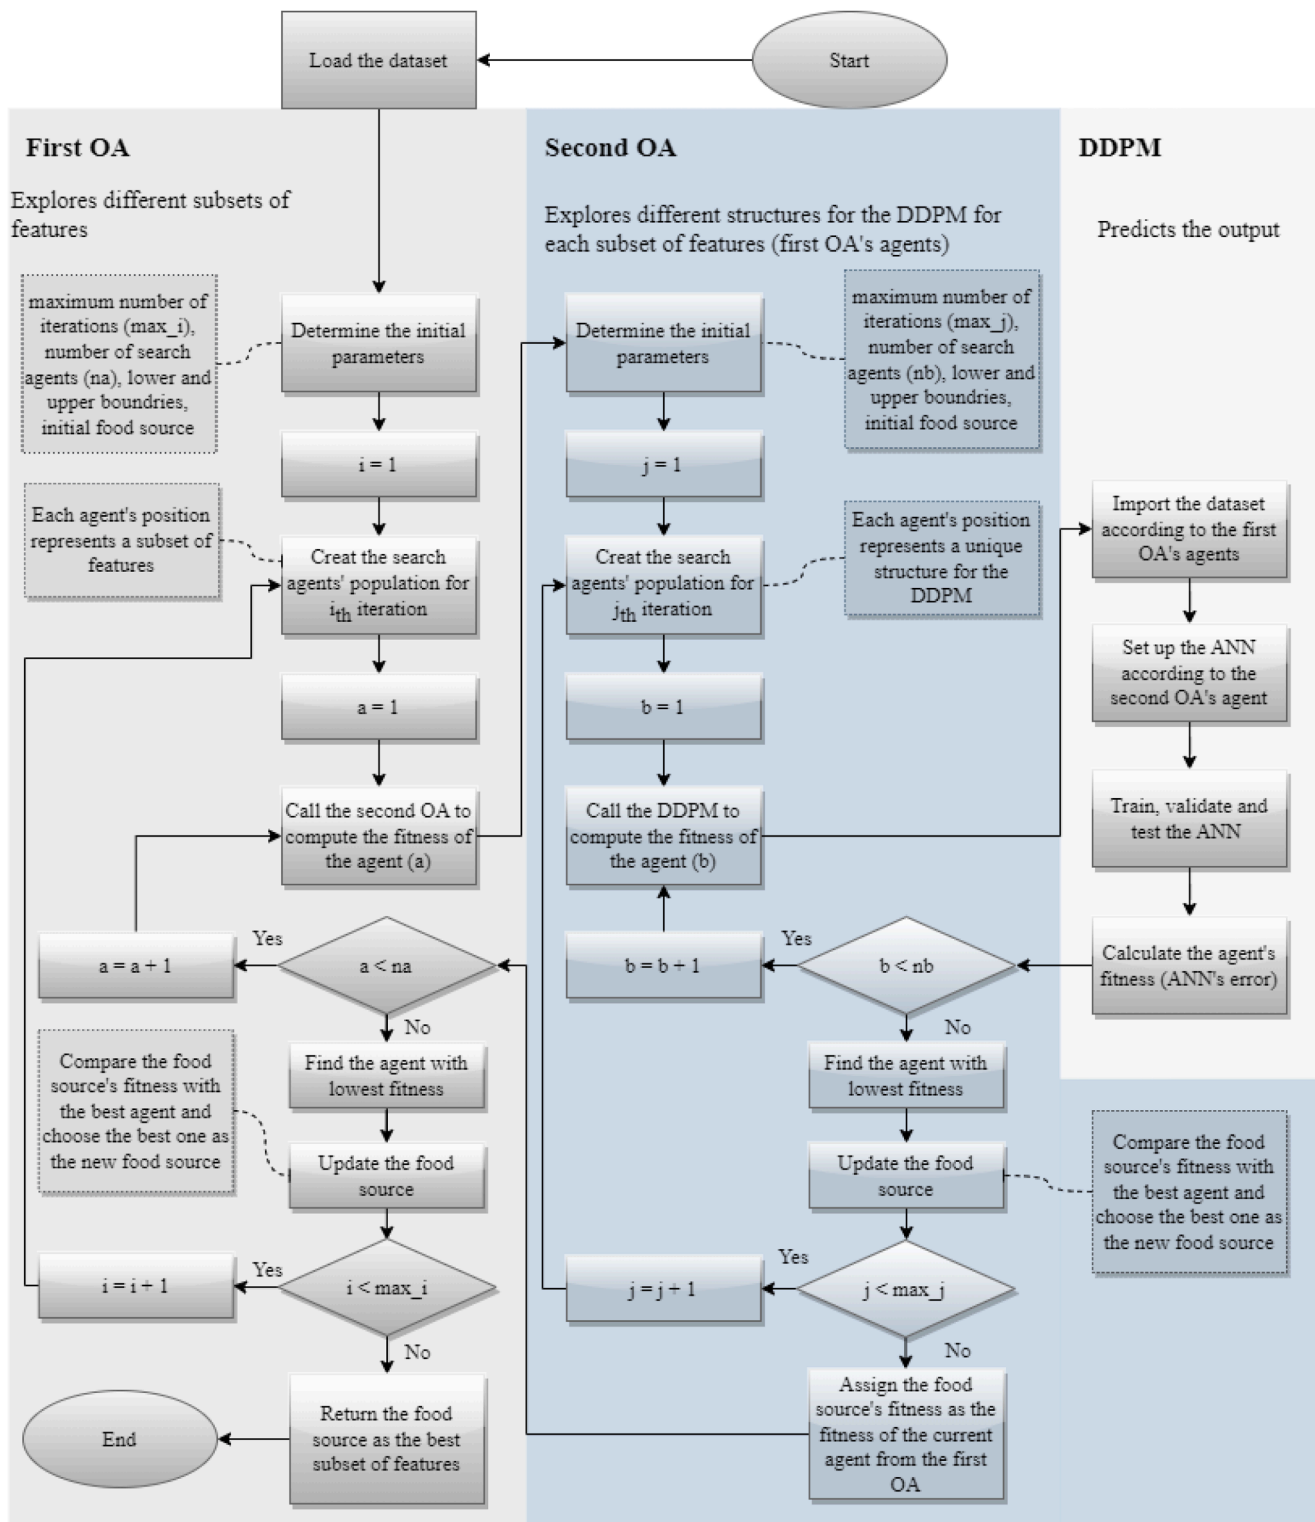 Load the dataset
Start
First OA
Explores different subsets of
features
maximum number of
iterations (max_i),
number of search
agents (na), lower and
upper boundries,
initial food source
Determine the initial
parameters
i = 1
Each agent's position
represents a subset of
features
Creat the search
agents' population for
ith iteration
a = 1
Call the second OA to
compute the fitness of
the agent (a)
a < na
Yes
a = a + 1
No
Find the agent with
lowest fitness
Compare the food
source's fitness with
the best agent and
choose the best one as
the new food source
Update the food
source
i < max_i
Yes
i = i + 1
No
Return the food
source as the best
subset of features
End
Second OA
Explores different structures for the DDPM for
each subset of features (first OA's agents)
Determine the initial
parameters
maximum number of
iterations (max_j),
number of search
agents (nb), lower and
upper boundries,
initial food source
j = 1
Creat the search
agents' population for
jth iteration
Each agent's position
represents a unique
structure for the
DDPM
b = 1
Call the DDPM to
compute the fitness of
the agent (b)
b < nb
Yes
b = b + 1
No
Find the agent with
lowest fitness
Update the food
source
Compare the food
source's fitness with
the best agent and
choose the best one as
the new food source
j < max_j
Yes
j = j + 1
No
Assign the food
source's fitness as the
fitness of the current
agent from the first
OA
DDPM
Predicts the output
Import the dataset
according to the first
OA's agents
Set up the ANN
according to the
second OA's agent
Train, validate and
test the ANN
Calculate the agent's
fitness (ANN's error)